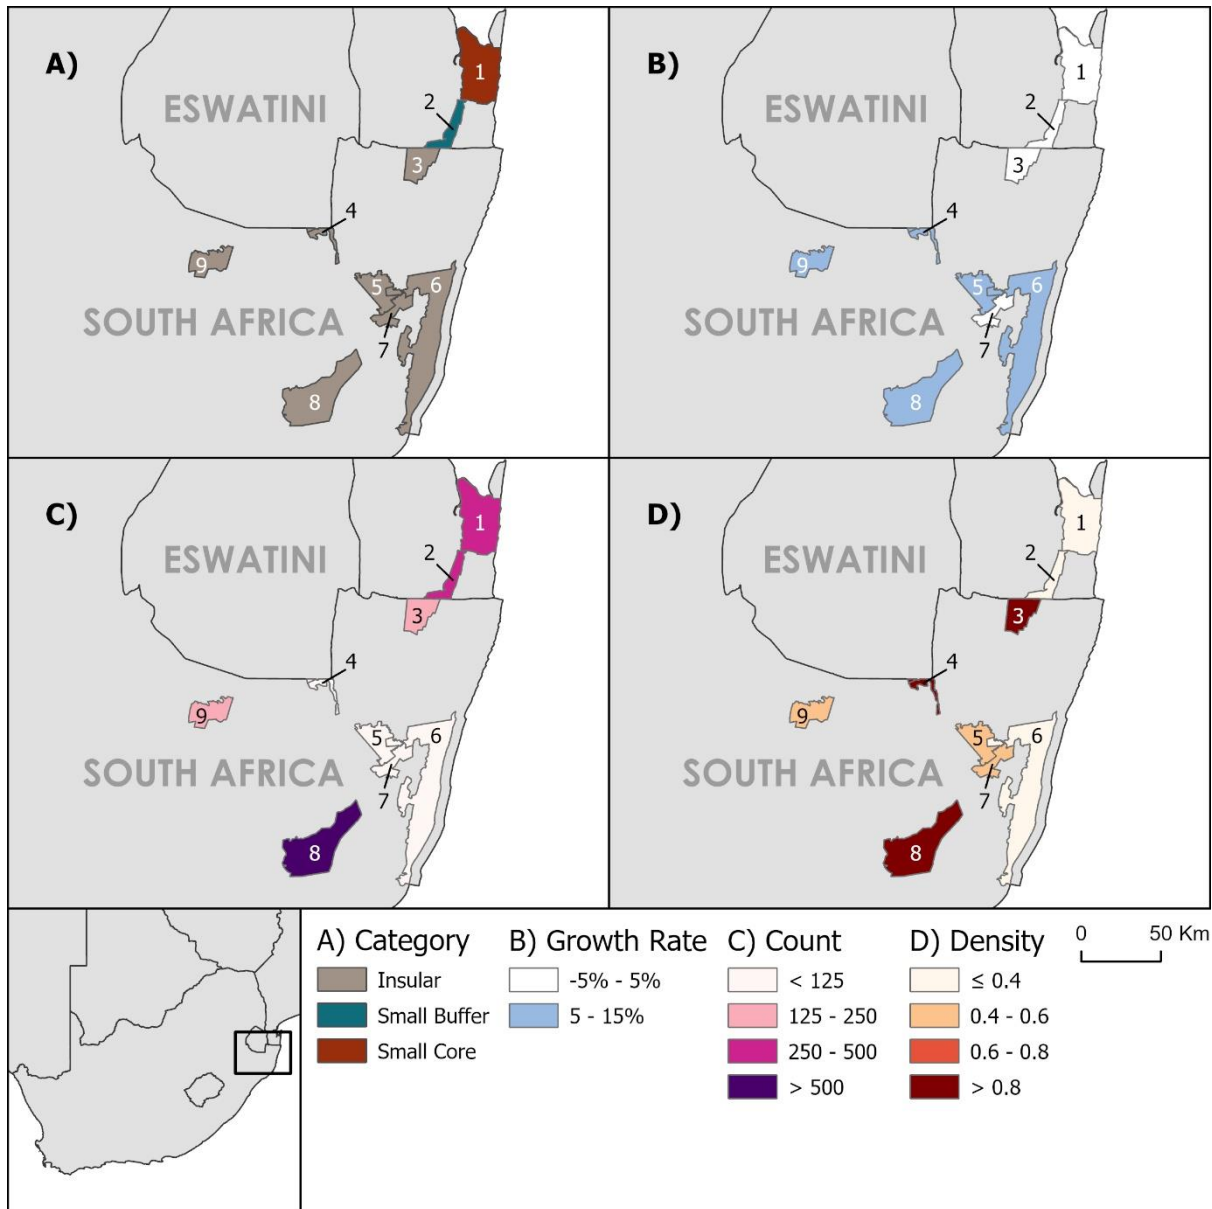 A)
1
2
ESWATINI
3
4
9
5
6
SOUTH AFRICA
7
8
B)
1
2
ESWATINI
3
4
9
5
6
SOUTH AFRICA
7
8
C)
1
2
ESWATINI
3
4
9
5
6
SOUTH AFRICA
7
8
D)
1
2
ESWATINI
3
4
9
5
6
SOUTH AFRICA
7
8
A) Category
Insular
Small Buffer
Small Core
B) Growth Rate
-5% - 5%
5 - 15%
C) Count
< 125
125 - 250
250 - 500
> 500
D) Density
≤ 0.4
0.4 - 0.6
0.6 - 0.8
> 0.8
0 50 Km